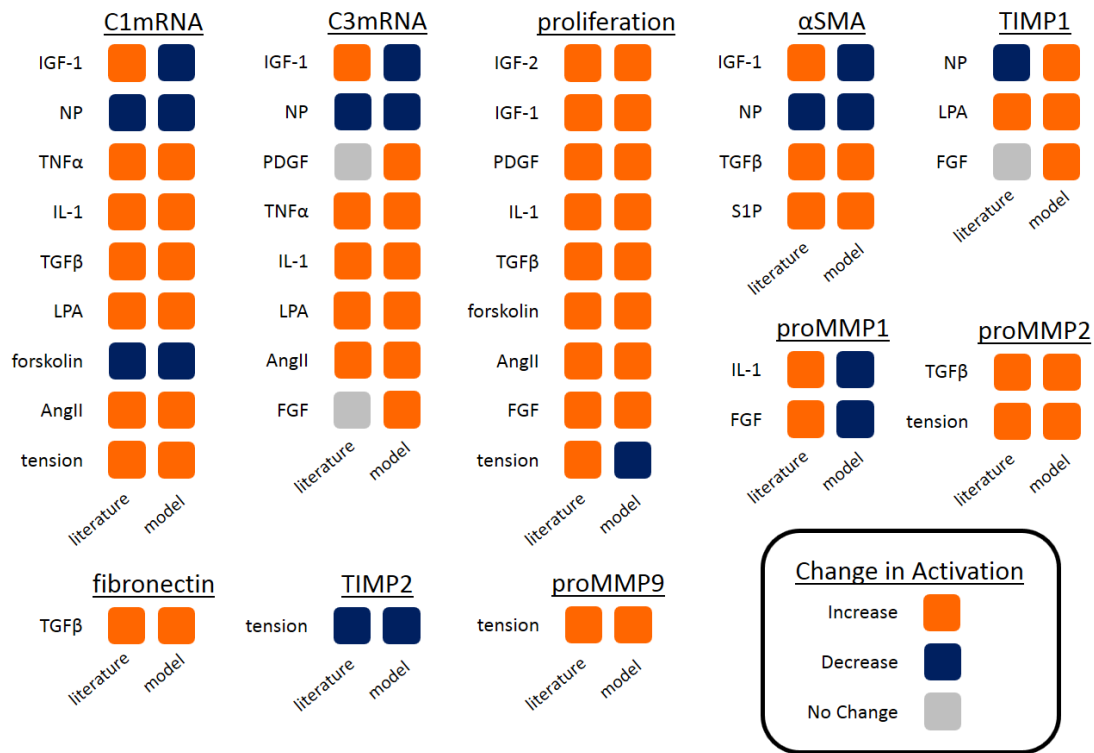 C1mRNA
IGF-1
NP
TNFα
IL-1
TGFβ
LPA
forskolin
AngII
tension
literature
model
C3mRNA
IGF-1
NP
PDGF
TNFα
IL-1
LPA
AngII
FGF
literature
model
proliferation
IGF-2
IGF-1
PDGF
IL-1
TGFβ
forskolin
AngII
FGF
tension
literature
model
αSMA
IGF-1
NP
TGFβ
S1P
literature
model
TIMP1
NP
LPA
FGF
literature
model
proMMP1
IL-1
FGF
literature
model
proMMP2
TGFβ
tension
literature
model
fibronectin
TGFβ
literature
model
TIMP2
tension
literature
model
proMMP9
tension
literature
model
Change in Activation
Increase
Decrease
No Change